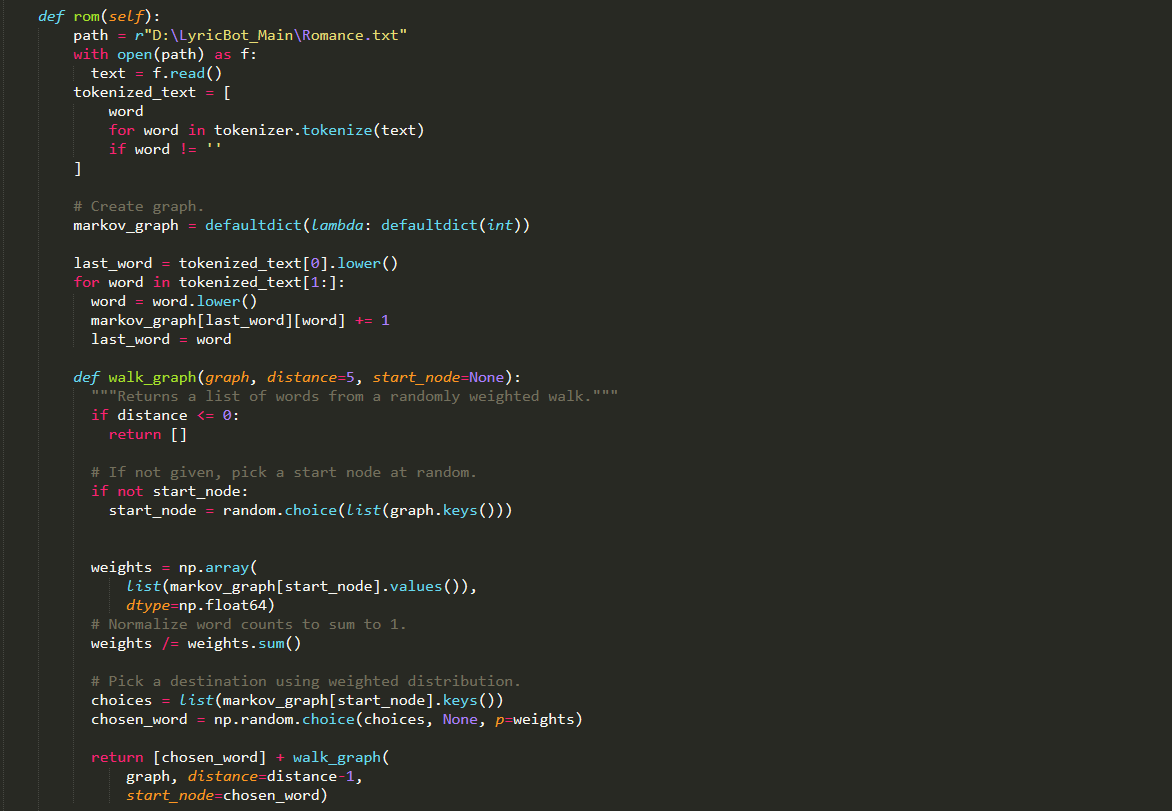 def rom(self):
    path = r"D:\LyricBot_Main\Romance.txt"
    with open(path) as f:
      text = f.read()
    tokenized_text = [
        word
        for word in tokenizer.tokenize(text)
        if word != ''
    ]

    # Create graph.
    markov_graph = defaultdict(lambda: defaultdict(int))

    last_word = tokenized_text[0].lower()
    for word in tokenized_text[1:]:
      word = word.lower()
      markov_graph[last_word][word] += 1
      last_word = word

    def walk_graph(graph, distance=5, start_node=None):
      """Returns a list of words from a randomly weighted walk."""
      if distance <= 0:
        return []

      # If not given, pick a start node at random.
      if not start_node:
        start_node = random.choice(list(graph.keys()))


      weights = np.array(
          list(markov_graph[start_node].values()),
          dtype=np.float64)
      # Normalize word counts to sum to 1.
      weights /= weights.sum()

      # Pick a destination using weighted distribution.
      choices = list(markov_graph[start_node].keys())
      chosen_word = np.random.choice(choices, None, p=weights)

      return [chosen_word] + walk_graph(
          graph, distance=distance-1,
          start_node=chosen_word)